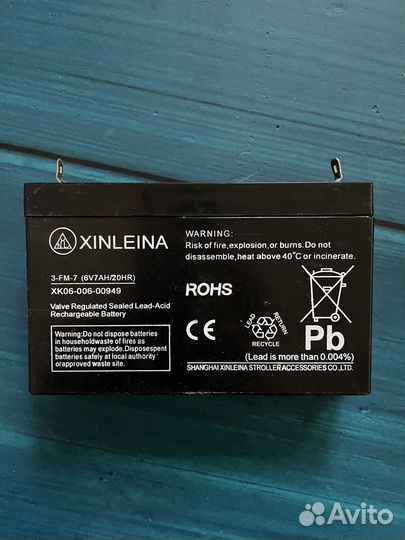 XINLEINA
3-FM-7 (6V7AH/20HR)
XK06-006-00949
Valve Regulated Sealed Lead-Acid
Rechargeable Battery
Warning:Do not dispose batteries
in householdwaste of fires as
batteries may explode.Disposespent
batteries safely at local authority
orapproved waste site.
WARNING:
Risk of fire,explosion,or burns.Do not
disassemble,heat above 40°C or incinerate.
ROHS
CE
LEAD RETURN
RECYCLE
Pb
(Lead is more than 0.004%)
SHANGHAI XINLEINA STROLLER ACCESSORIES CO.,LTD.
Avito